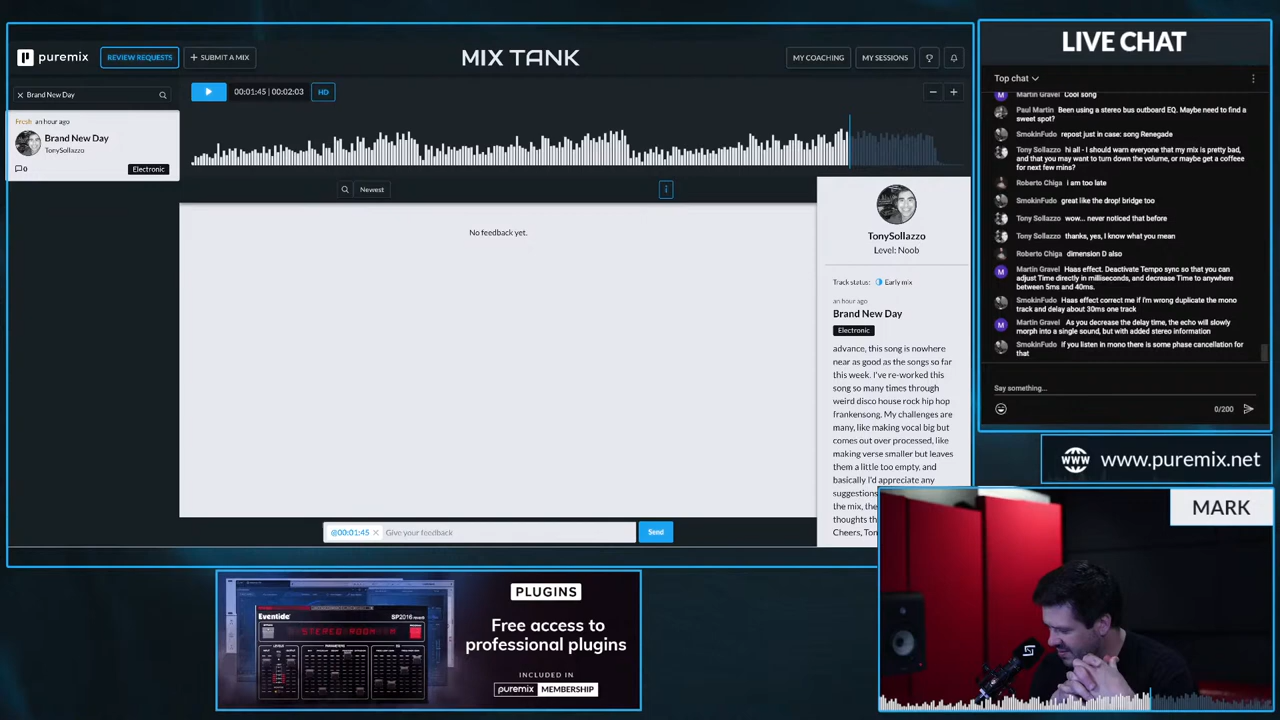 puremix
REVIEW REQUESTS
+ SUBMIT A MIX
MIX TANK
MY COACHING
MY SESSIONS
× Brand New Day
Fresh an hour ago
Brand New Day
TonySollazzo
0
Electronic
00:01:45 | 00:02:03
HD
Newest
i
No feedback yet.
@00:01:45 ×
Give your feedback
Send
TonySollazzo
Level: Noob
Track status: Early mix
an hour ago
Brand New Day
Electronic
advance, this song is nowhere
near as good as the songs so far
this week. I've re-worked this
song so many times through
weird disco house rock hip hop
frankensong. My challenges are
many, like making vocal big but
comes out over processed, like
making verse smaller but leaves
them a little too empty, and
basically I'd appreciate any
suggestions
the mix, the
thoughts th
Cheers, Ton
LIVE CHAT
Top chat
Martin Gravel Cool song
Paul Martin Been using a stereo bus outboard EQ. Maybe need to find a
sweet spot?
SmokinFudo repost just in case: song Renegade
Tony Sollazzo hi all - I should warn everyone that my mix is pretty bad,
and that you may want to turn down the volume, or maybe get a coffeee
for next few mins?
Roberto Chiga I am too late
SmokinFudo great like the drop! bridge too
Tony Sollazzo wow... never noticed that before
Tony Sollazzo thanks, yes, I know what you mean
Roberto Chiga dimension D also
M Martin Gravel Haas effect. Deactivate Tempo sync so that you can
adjust Time directly in milliseconds, and decrease Time to anywhere
between 5ms and 40ms.
SmokinFudo Haas effect correct me if I'm wrong duplicate the mono
track and delay about 30ms one track
M Martin Gravel As you decrease the delay time, the echo will slowly
morph into a single sound, but with added stereo information
SmokinFudo if you listen in mono there is some phase cancellation for
that
Say something...
0/200
WWW www.puremix.net
MARK
Eventide
SP2016 reverb
STEREO ROOM
PLUGINS
Free access to
professional plugins
INCLUDED IN
puremix MEMBERSHIP